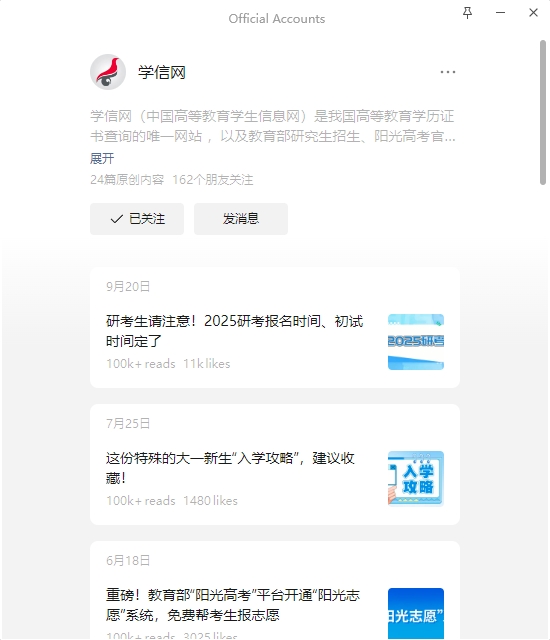 Official Accounts
学信网
学信网（中国高等教育学生信息网）是我国高等教育学历证
书查询的唯一网站 ，以及教育部研究生招生、阳光高考官...
展开
24篇原创内容 162个朋友关注
已关注
发消息
9月20日
研考生请注意！2025研考报名时间、初试
时间定了
100k+ reads 11k likes
2025研考
7月25日
这份特殊的大一新生“入学攻略”，建议收
藏！
100k+ reads 1480 likes
入学
攻略
6月18日
重磅！教育部“阳光高考”平台开通“阳光志
愿”系统，免费帮考生报志愿
100k+ reads 3025 likes
阳光志愿”